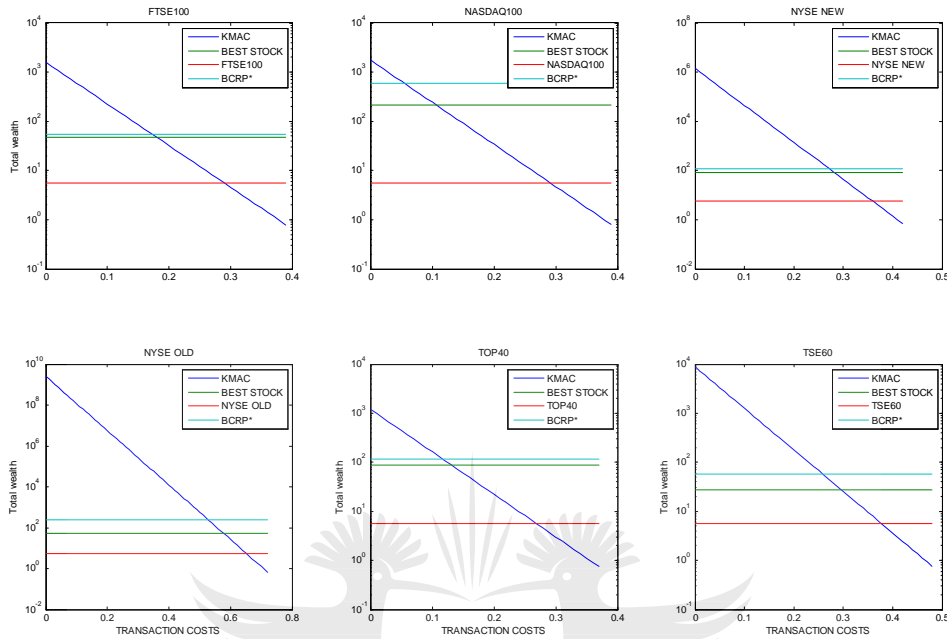 FTSE100
10^4
10^3
10^2
10^1
10^0
10^-1
Total wealth
0 0.1 0.2 0.3 0.4
KMAC
BEST STOCK
FTSE100
BCRP*
NASDAQ100
10^4
10^3
10^2
10^1
10^0
10^-1
0 0.1 0.2 0.3 0.4
KMAC
BEST STOCK
NASDAQ100
BCRP*
NYSE NEW
10^8
10^6
10^4
10^2
10^0
10^-2
0 0.1 0.2 0.3 0.4 0.5
KMAC
BEST STOCK
NYSE NEW
BCRP*
NYSE OLD
10^10
10^8
10^6
10^4
10^2
10^0
10^-2
Total wealth
0 0.2 0.4 0.6 0.8
TRANSACTION COSTS
KMAC
BEST STOCK
NYSE OLD
BCRP*
TOP40
10^4
10^3
10^2
10^1
10^0
10^-1
Total wealth
0 0.1 0.2 0.3 0.4
TRANSACTION COSTS
KMAC
BEST STOCK
TOP40
BCRP*
TSE60
10^4
10^3
10^2
10^1
10^0
10^-1
Total wealth
0 0.1 0.2 0.3 0.4 0.5
TRANSACTION COSTS
KMAC
BEST STOCK
TSE60
BCRP*